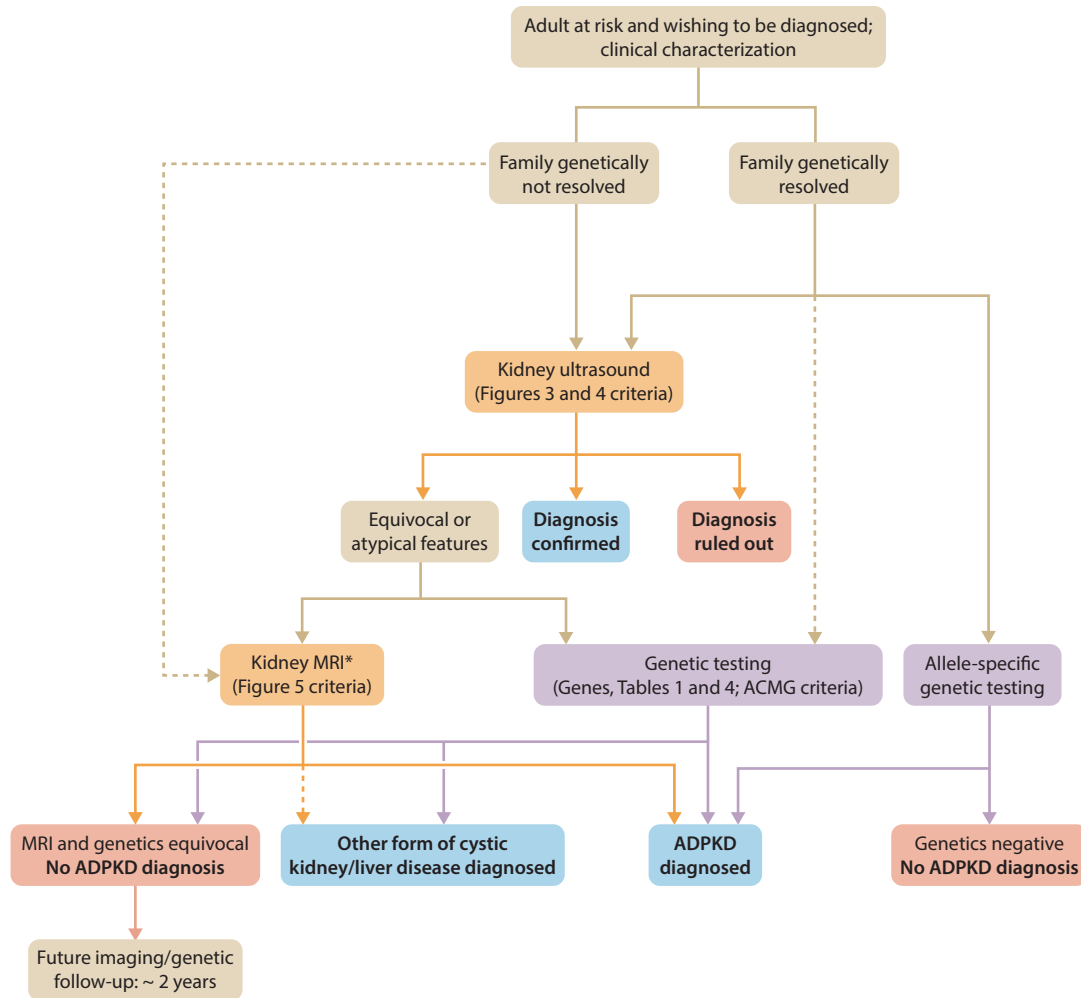 Adult at risk and wishing to be diagnosed;
clinical characterization
Family genetically
not resolved
Family genetically
resolved
Kidney ultrasound
(Figures 3 and 4 criteria)
Equivocal or
atypical features
Diagnosis
confirmed
Diagnosis
ruled out
Kidney MRI*
(Figure 5 criteria)
Genetic testing
(Genes, Tables 1 and 4; ACMG criteria)
Allele-specific
genetic testing
MRI and genetics equivocal
No ADPKD diagnosis
Other form of cystic
kidney/liver disease diagnosed
ADPKD
diagnosed
Genetics negative
No ADPKD diagnosis
Future imaging/genetic
follow-up: ~ 2 years